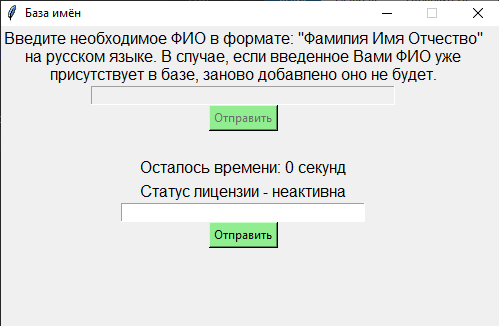 База имён
Введите необходимое ФИО в формате: "Фамилия Имя Отчество"
на русском языке. В случае, если введенное Вами ФИО уже
присутствует в базе, заново добавлено оно не будет.
Отправить
Осталось времени: 0 секунд
Статус лицензии - неактивна
Отправить